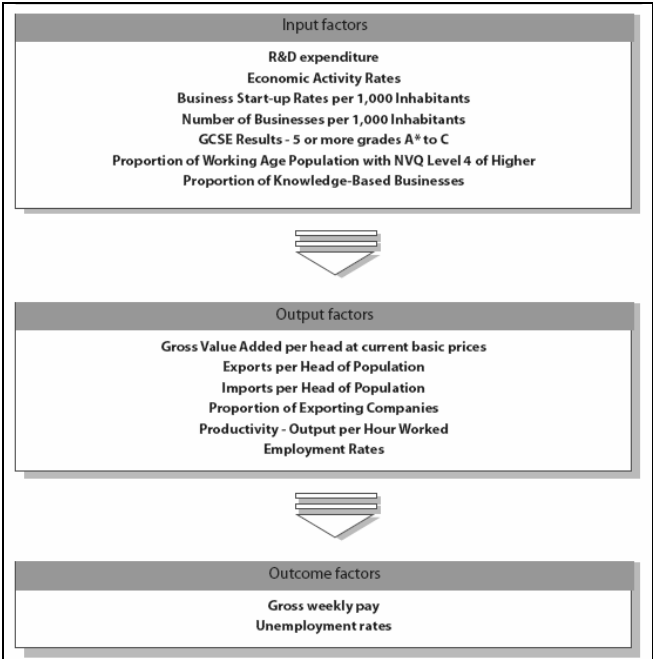 Input factors
R&D expenditure
Economic Activity Rates
Business Start-up Rates per 1,000 Inhabitants
Number of Businesses per 1,000 Inhabitants
GCSE Results - 5 or more grades A* to C
Proportion of Working Age Population with NVQ Level 4 of Higher
Proportion of Knowledge-Based Businesses
Output factors
Gross Value Added per head at current basic prices
Exports per Head of Population
Imports per Head of Population
Proportion of Exporting Companies
Productivity - Output per Hour Worked
Employment Rates
Outcome factors
Gross weekly pay
Unemployment rates